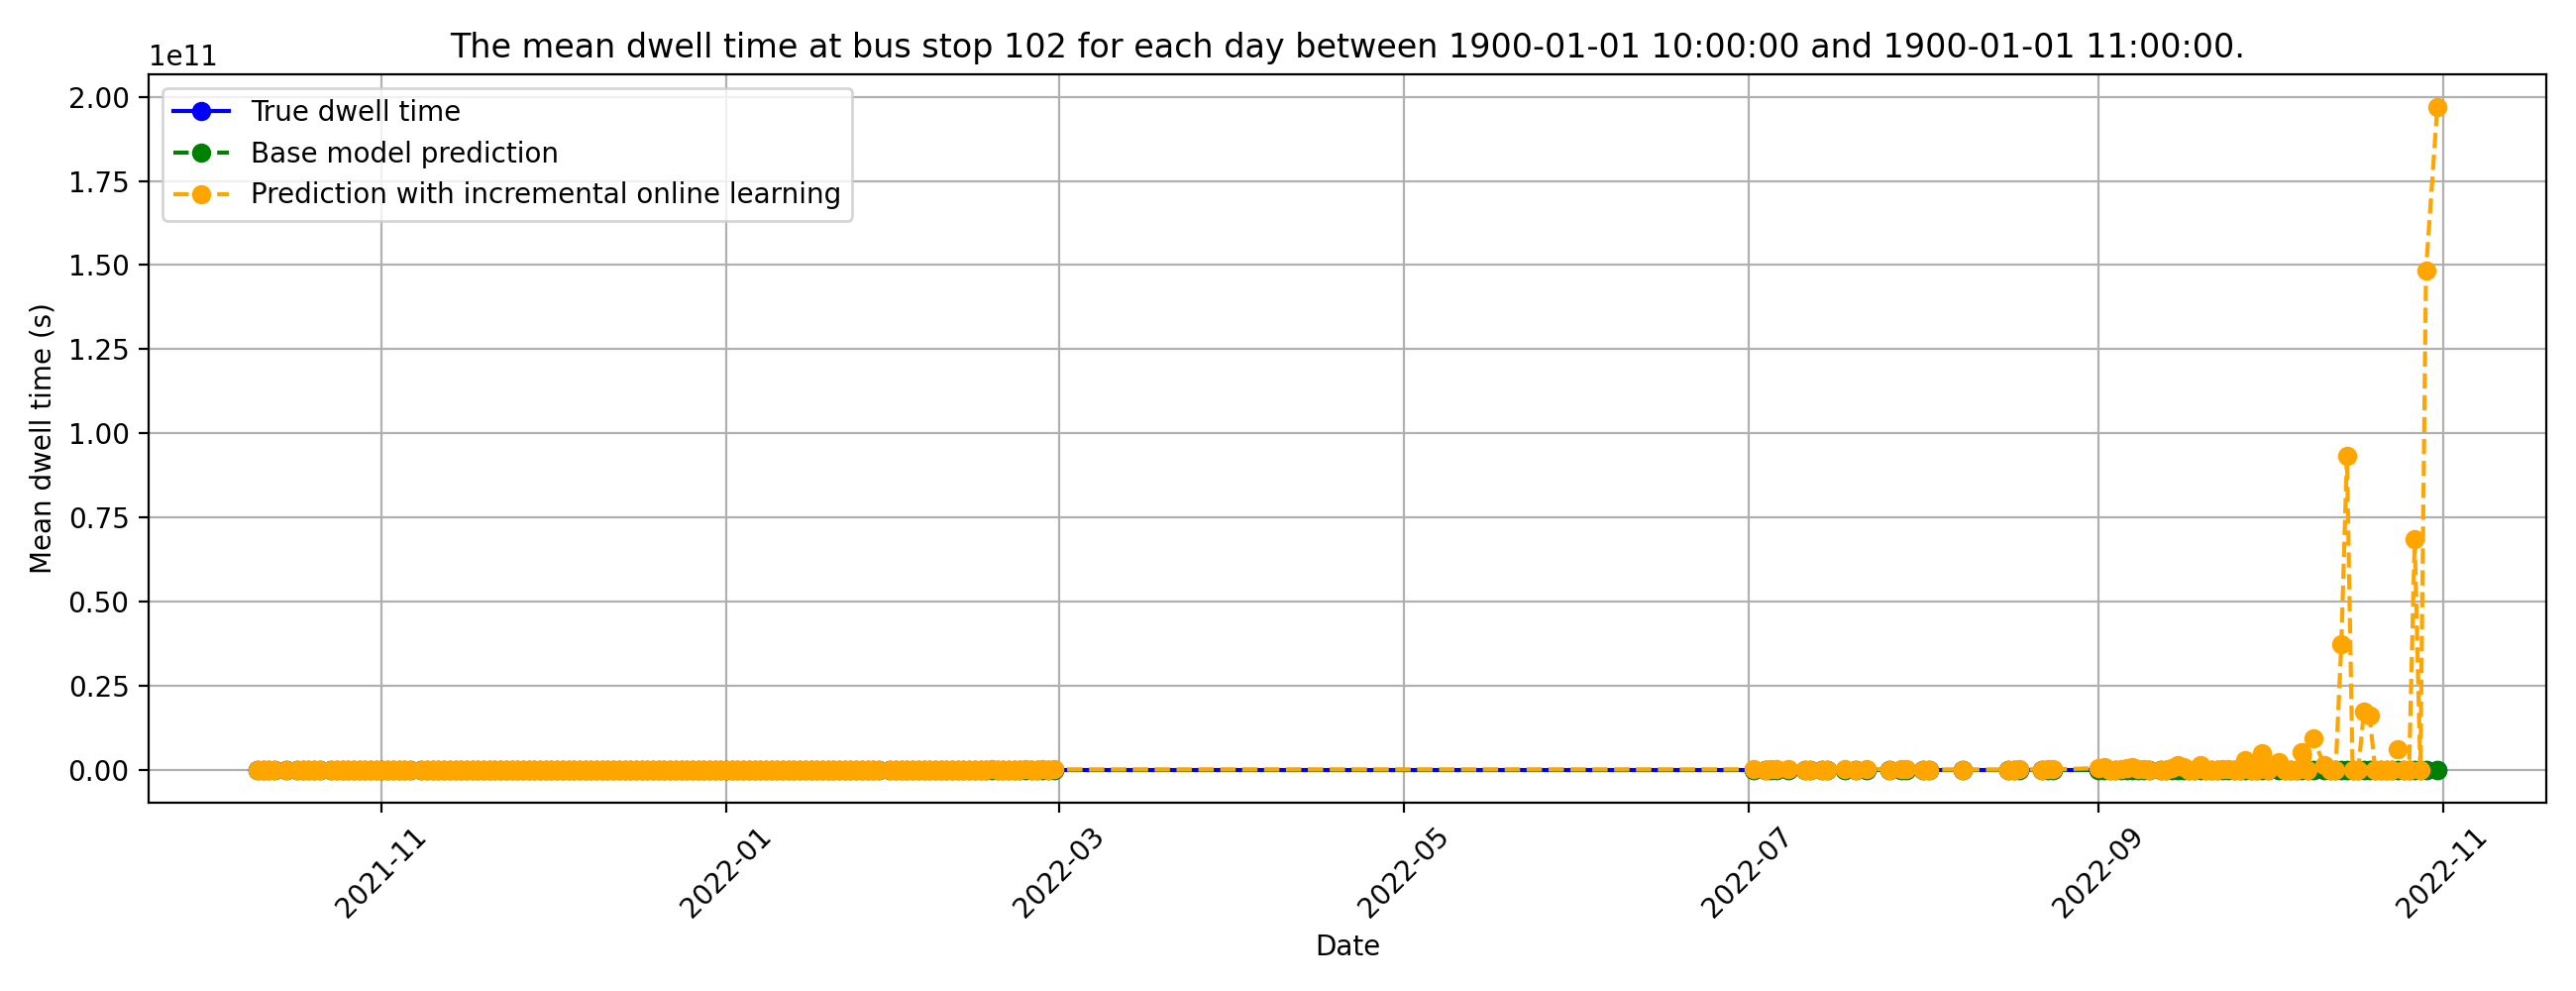 The mean dwell time at bus stop 102 for each day between 1900-01-01 10:00:00 and 1900-01-01 11:00:00.
1e11
2.00
1.75
1.50
1.25
1.00
0.75
0.50
0.25
0.00
Mean dwell time (s)
True dwell time
Base model prediction
Prediction with incremental online learning
2021-11
2022-01
2022-03
2022-05
2022-07
2022-09
2022-11
Date